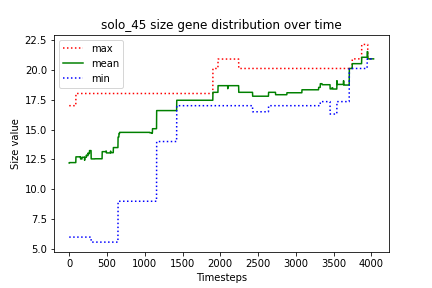 solo_45 size gene distribution over time
22.5
20.0
17.5
15.0
12.5
10.0
7.5
5.0
Size value
max
mean
min
0 500 1000 1500 2000 2500 3000 3500 4000
Timesteps